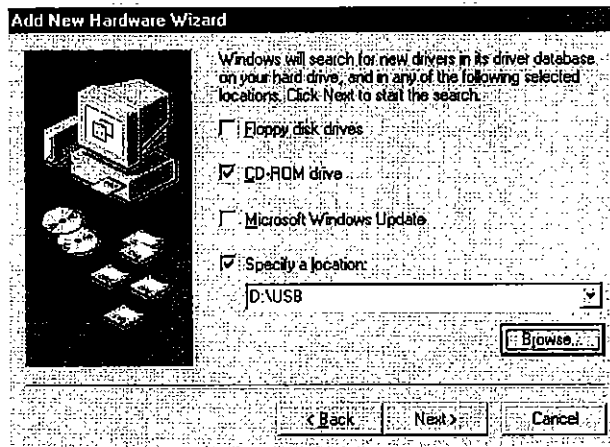 Add New Hardware Wizard
Windows will search for new drivers in its driver database
on your hard drive, and in any of the following selected
locations. Click Next to start the search.
Floppy disk drives
CD-ROM drive
Microsoft Windows Update
Specify a location:
D:\USB
Browse...
< Back
Next >
Cancel